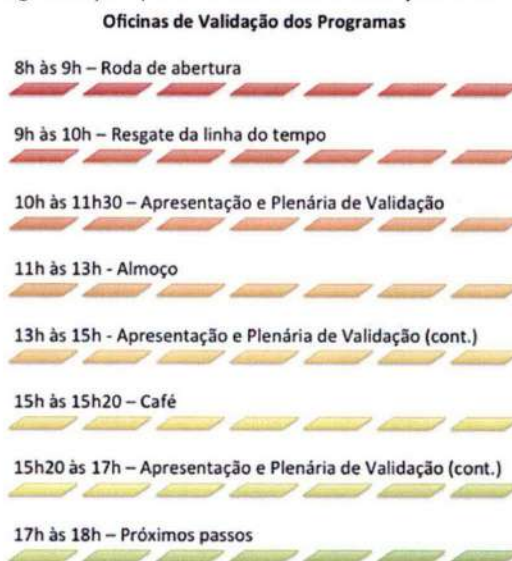 Oficinas de Validação dos Programas
8h às 9h – Roda de abertura
9h às 10h – Resgate da linha do tempo
10h às 11h30 – Apresentação e Plenária de Validação
11h às 13h - Almoço
13h às 15h - Apresentação e Plenária de Validação (cont.)
15h às 15h20 – Café
15h20 às 17h – Apresentação e Plenária de Validação (cont.)
17h às 18h – Próximos passos